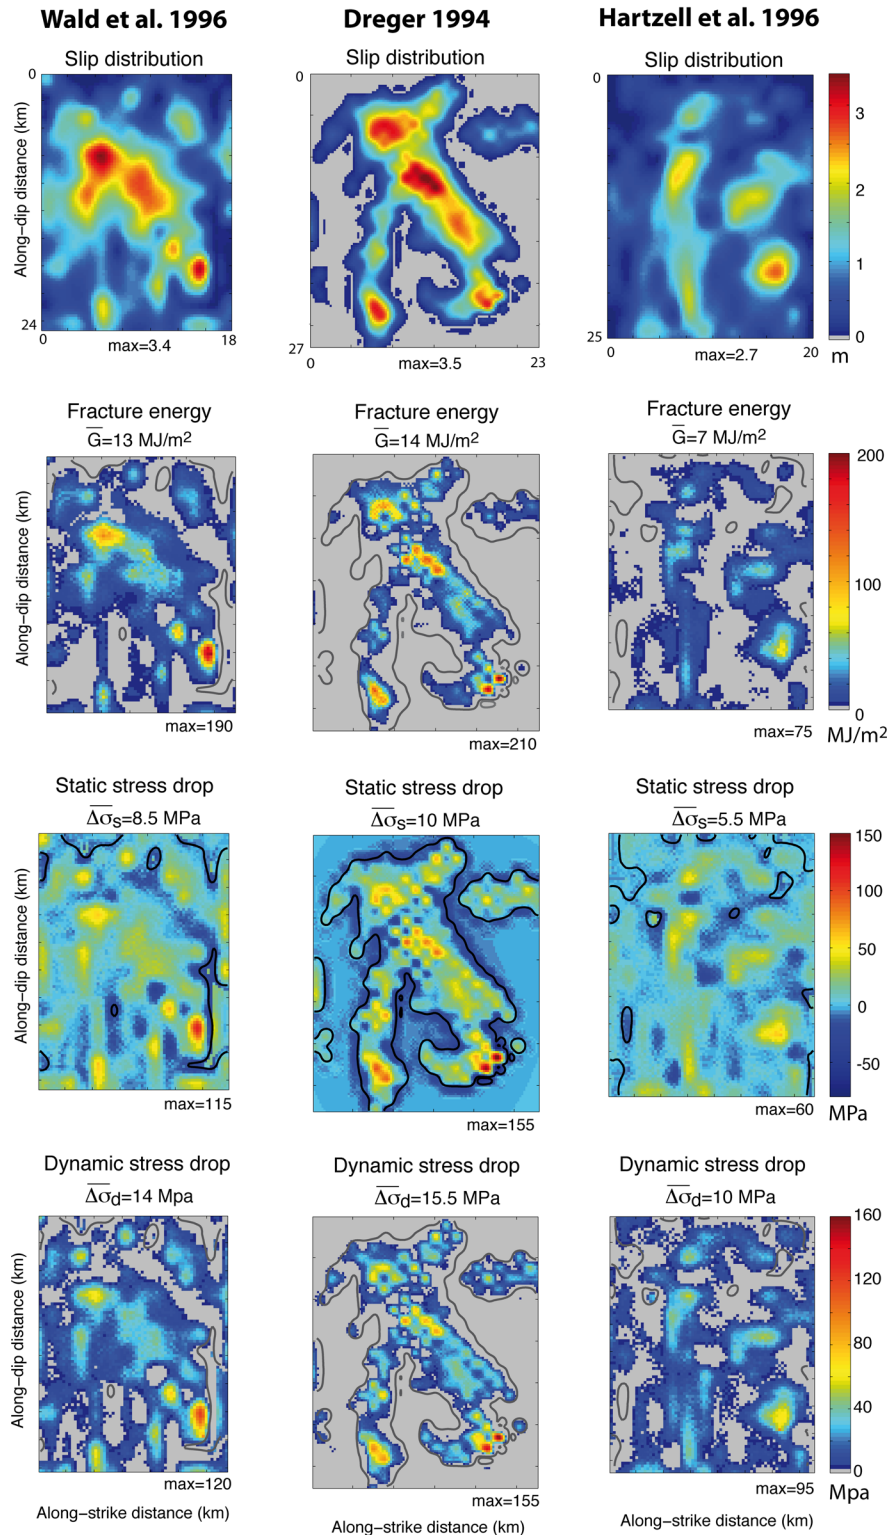 Wald et al. 1996 Dreger 1994 Hartzell et al. 1996
Slip distribution Slip distribution Slip distribution
0 0 0
Along–dip distance (km)
24 27 25
0 18 0 23 0 20
max=3.4 max=3.5 max=2.7
3
2
1
0
m
Fracture energy Fracture energy Fracture energy
G=13 MJ/m² G=14 MJ/m² G=7 MJ/m²
Along–dip distance (km)
max=190 max=210 max=75
200
100
60
0
MJ/m²
Static stress drop Static stress drop Static stress drop
Δσs=8.5 MPa Δσs=10 MPa Δσs=5.5 MPa
Along–dip distance (km)
max=115 max=155 max=60
150
100
50
0
-50
MPa
Dynamic stress drop Dynamic stress drop Dynamic stress drop
Δσd=14 Mpa Δσd=15.5 MPa Δσd=10 MPa
Along–dip distance (km)
max=120 max=155 max=95
160
120
80
40
0
Mpa
Along–strike distance (km) Along–strike distance (km) Along–strike distance (km)